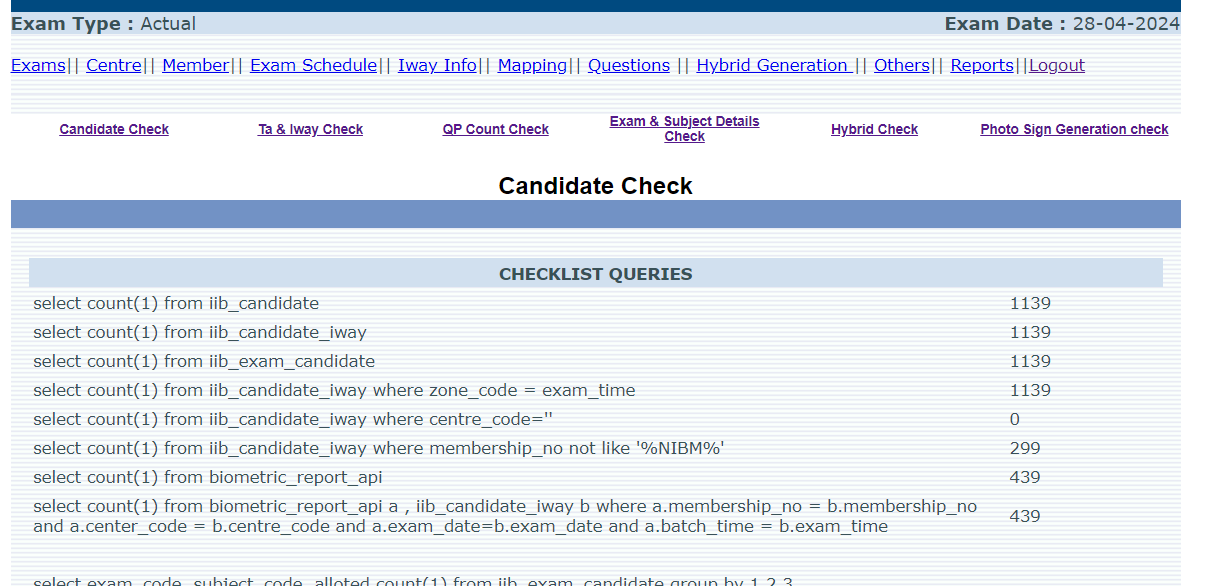 Exam Type : Actual Exam Date : 28-04-2024
Exams|| Centre|| Member|| Exam Schedule|| Iway Info|| Mapping|| Questions || Hybrid Generation || Others|| Reports||Logout
Candidate Check Ta & Iway Check QP Count Check Exam & Subject Details Check Hybrid Check Photo Sign Generation check
Candidate Check
CHECKLIST QUERIES
select count(1) from iib_candidate 1139
select count(1) from iib_candidate_iway 1139
select count(1) from iib_exam_candidate 1139
select count(1) from iib_candidate_iway where zone_code = exam_time 1139
select count(1) from iib_candidate_iway where centre_code='' 0
select count(1) from iib_candidate_iway where membership_no not like '%NIBM%' 299
select count(1) from biometric_report_api 439
select count(1) from biometric_report_api a , iib_candidate_iway b where a.membership_no = b.membership_no
and a.center_code = b.centre_code and a.exam_date=b.exam_date and a.batch_time = b.exam_time 439
select exam_code, subject_code, alloted,count(1) from iib_exam_candidate group by 1,2,3